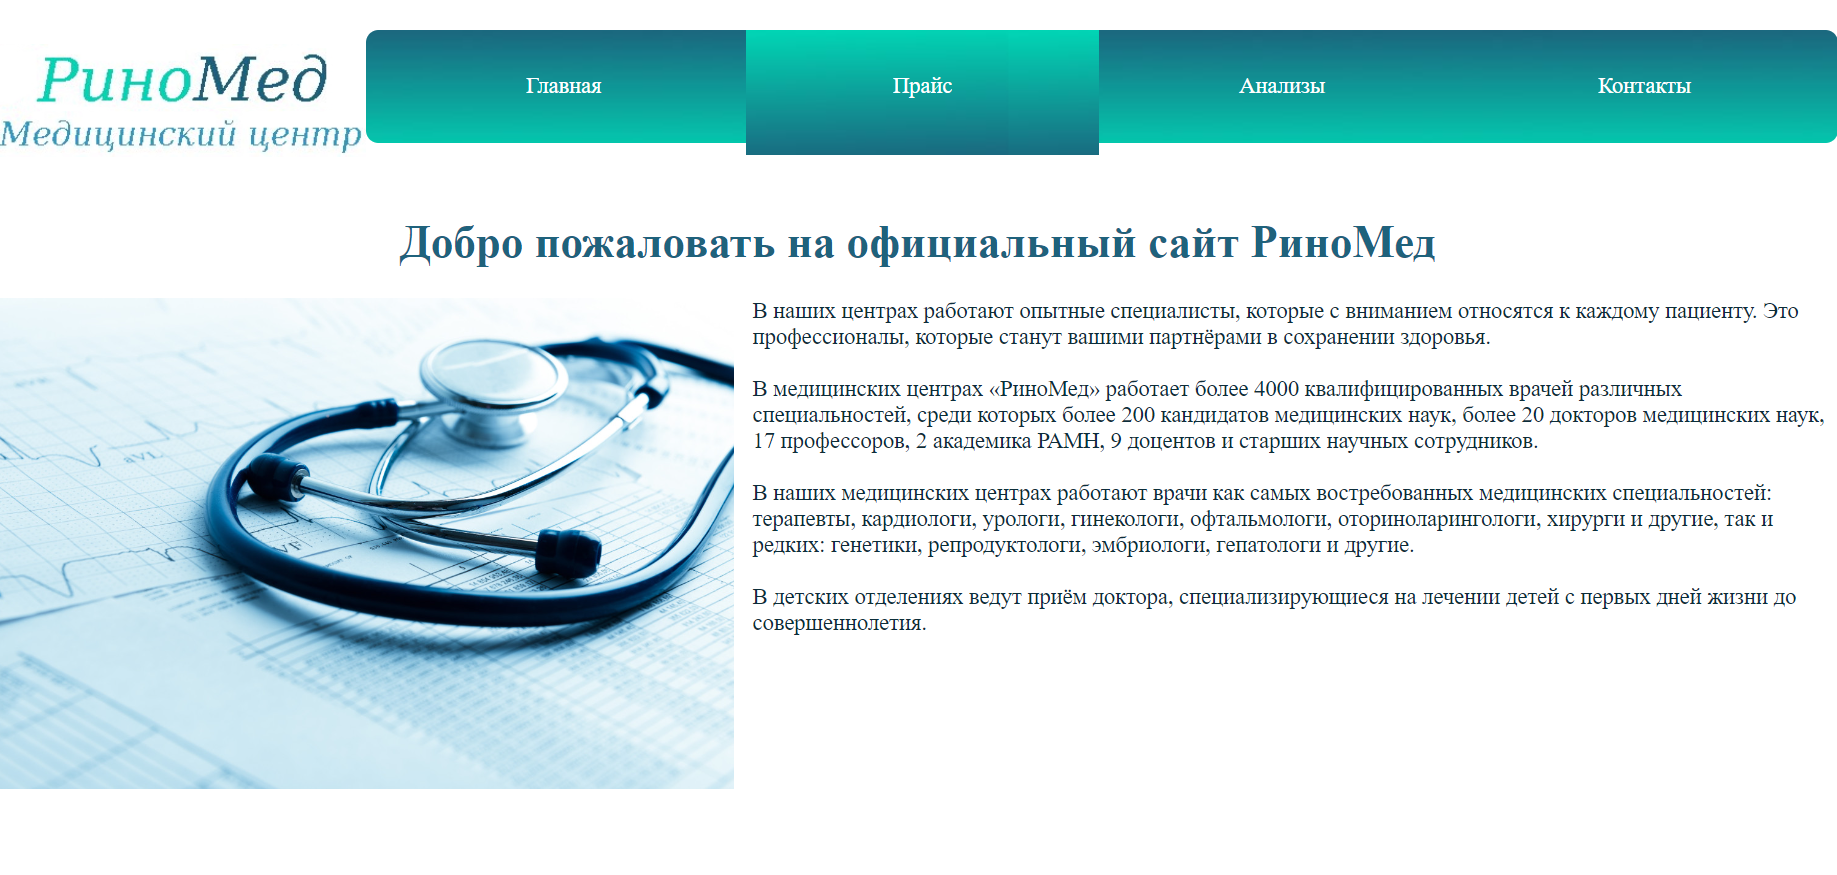 РиноМед
Медицинский центр
Главная
Прайс
Анализы
Контакты
Добро пожаловать на официальный сайт РиноМед
В наших центрах работают опытные специалисты, которые с вниманием относятся к каждому пациенту. Это
профессионалы, которые станут вашими партнёрами в сохранении здоровья.
В медицинских центрах «РиноМед» работает более 4000 квалифицированных врачей различных
специальностей, среди которых более 200 кандидатов медицинских наук, более 20 докторов медицинских наук,
17 профессоров, 2 академика РАМН, 9 доцентов и старших научных сотрудников.
В наших медицинских центрах работают врачи как самых востребованных медицинских специальностей:
терапевты, кардиологи, урологи, гинекологи, офтальмологи, оториноларингологи, хирурги и другие, так и
редких: генетики, репродуктологи, эмбриологи, гепатологи и другие.
В детских отделениях ведут приём доктора, специализирующиеся на лечении детей с первых дней жизни до
совершеннолетия.
aVL